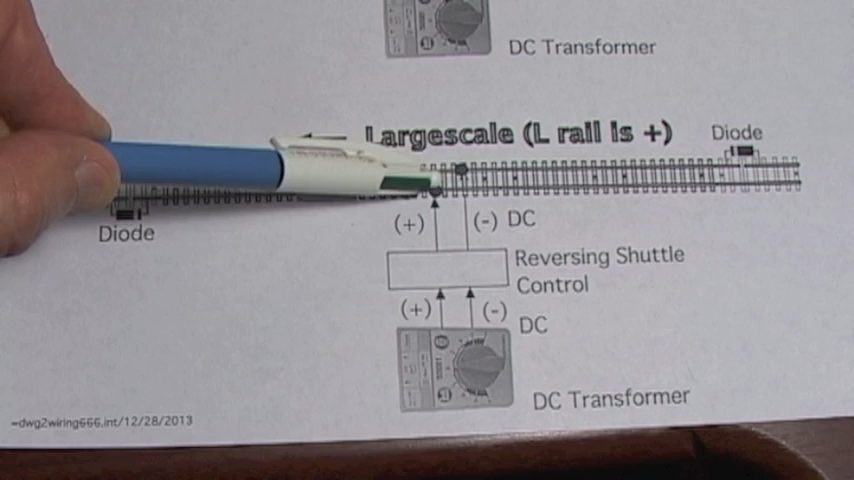 DC Transformer
Largescale (L rail is +)
Diode
Diode
(+)
(-) DC
Reversing Shuttle
Control
(+)
(-)
DC
DC Transformer
=dwg2wiring666.int/12/28/2013